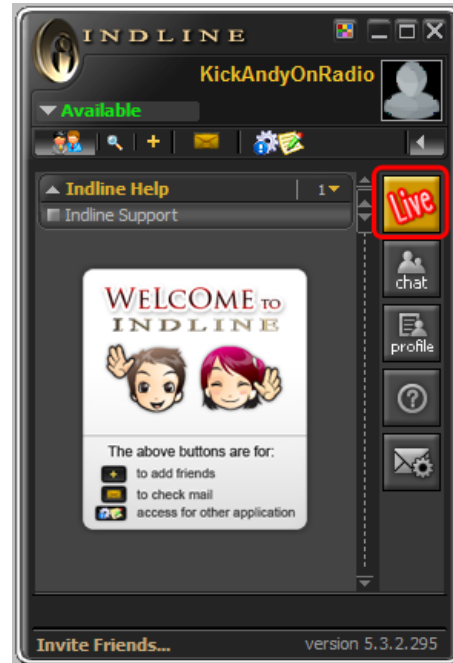 INDLINE
KickAndyOnRadio
Available
Indline Help 1
Indline Support
Live
chat
profile
WELCOME TO
INDLINE
The above buttons are for:
to add friends
to check mail
access for other application
Invite Friends... version 5.3.2.295